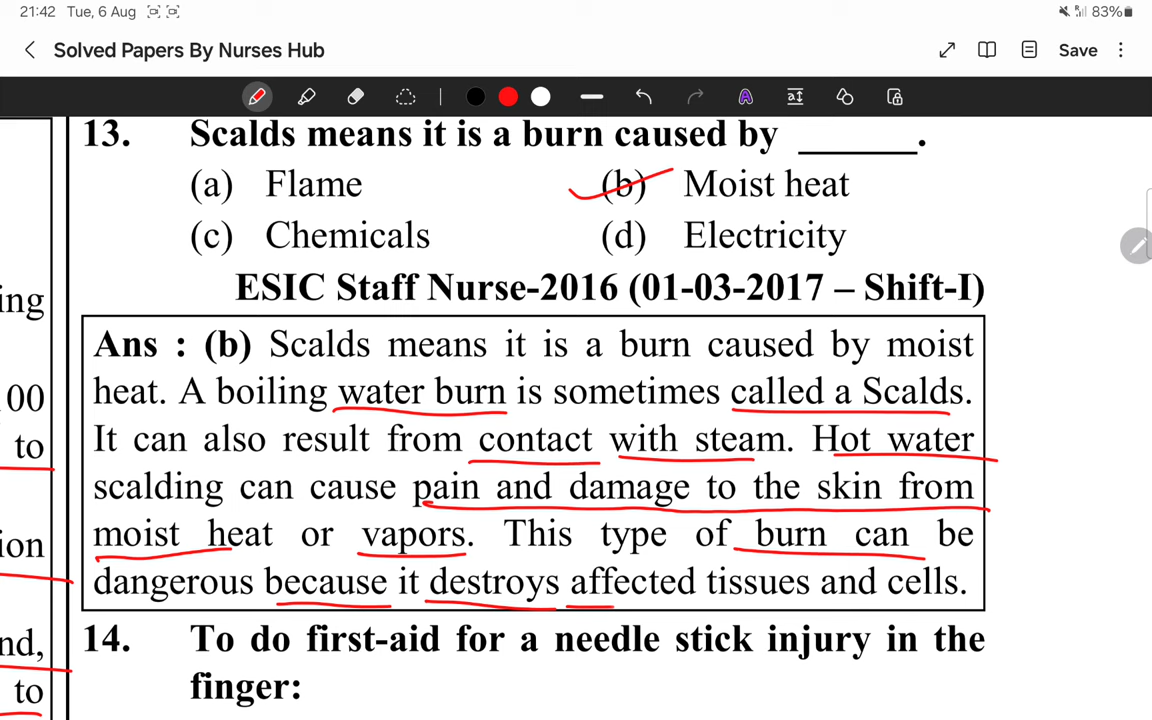 21:42 Tue, 6 Aug 83%
Solved Papers By Nurses Hub Save
13. Scalds means it is a burn caused by ______.
(a) Flame (b) Moist heat
(c) Chemicals (d) Electricity
ESIC Staff Nurse-2016 (01-03-2017 – Shift-I)
Ans : (b) Scalds means it is a burn caused by moist
heat. A boiling water burn is sometimes called a Scalds.
It can also result from contact with steam. Hot water
scalding can cause pain and damage to the skin from
moist heat or vapors. This type of burn can be
dangerous because it destroys affected tissues and cells.
14. To do first-aid for a needle stick injury in the
finger:
ing
00
to
ion
nd,
to